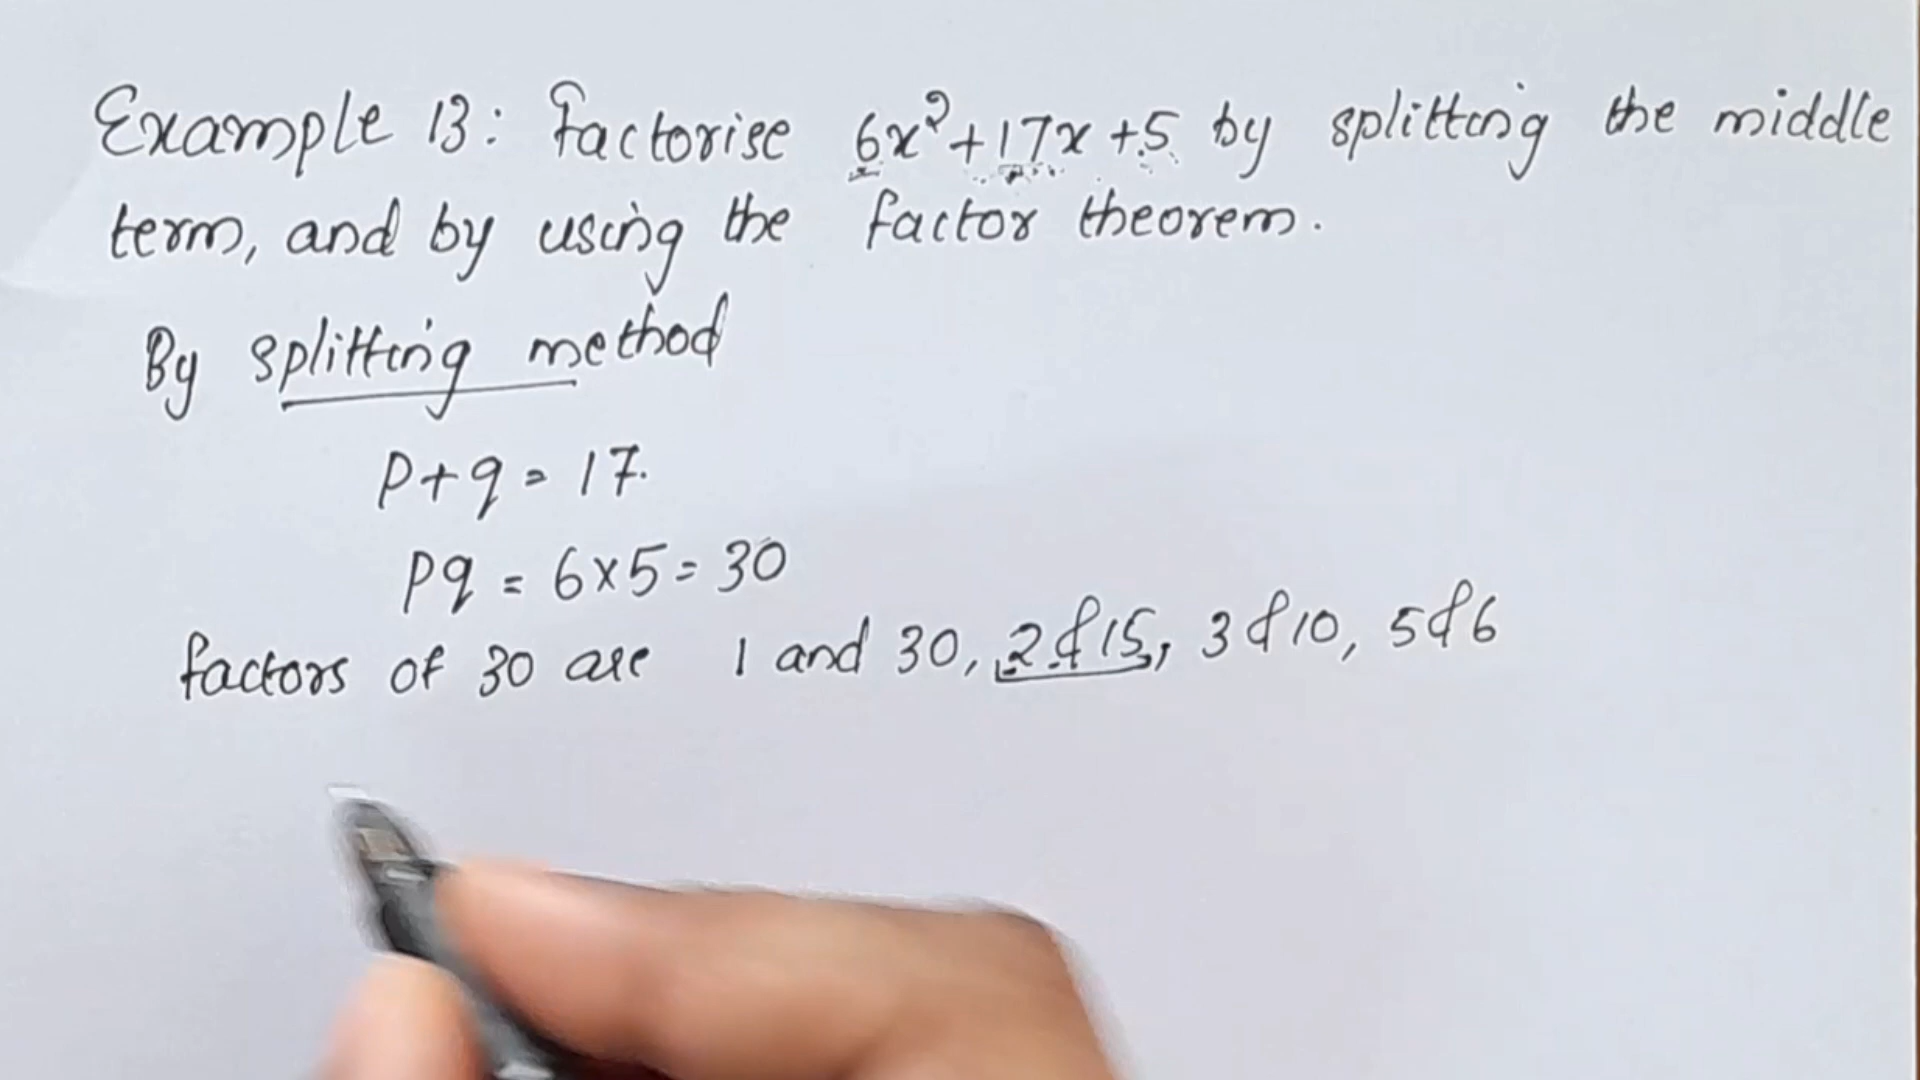 Example 13: Factorise 6x²+17x+5 by splitting the middle
term, and by using the factor theorem.
By splitting method
p+q = 17.
pq = 6×5 = 30
factors of 30 are 1 and 30, 2&15, 3&10, 5&6